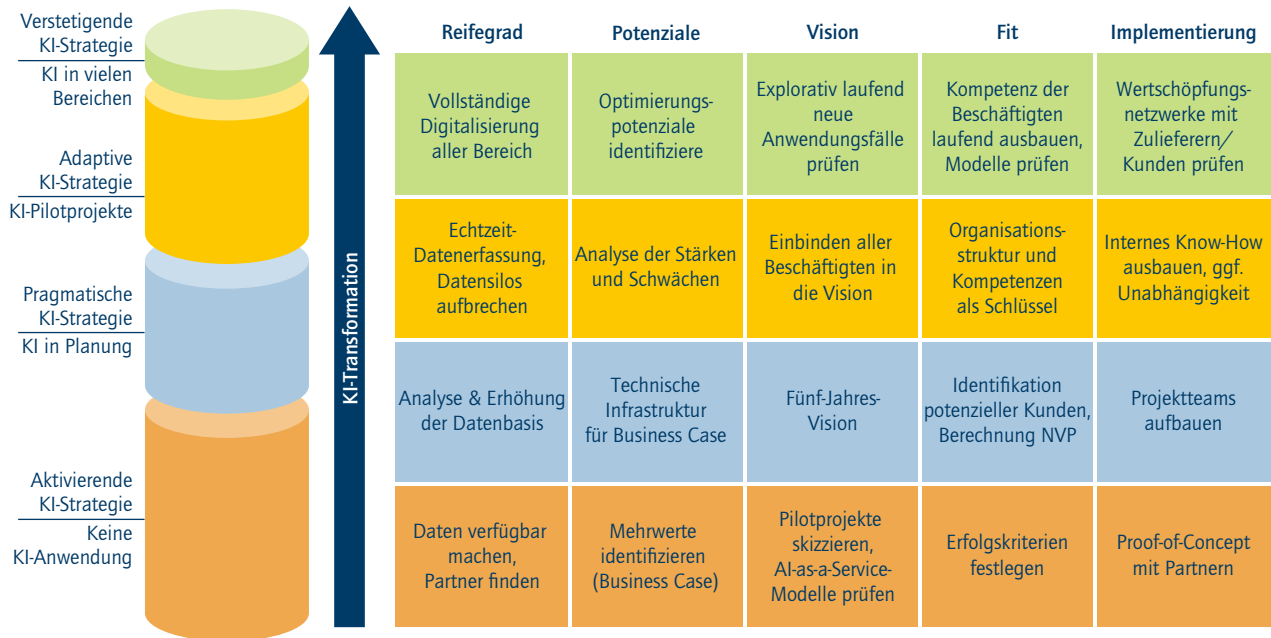 Verstetigende
KI-Strategie
KI in vielen
Bereichen
Adaptive
KI-Strategie
KI-Pilotprojekte
Pragmatische
KI-Strategie
KI in Planung
Aktivierende
KI-Strategie
Keine
KI-Anwendung
KI-Transformation
Reifegrad
Potenziale
Vision
Fit
Implementierung
Vollständige
Digitalisierung
aller Bereich
Optimierungs-
potenziale
identifiziere
Explorativ laufend
neue
Anwendungsfälle
prüfen
Kompetenz der
Beschäftigten
laufend ausbauen,
Modelle prüfen
Wertschöpfungs-
netzwerke mit
Zulieferern/
Kunden prüfen
Echtzeit-
Datenerfassung,
Datensilos
aufbrechen
Analyse der Stärken
und Schwächen
Einbinden aller
Beschäftigten in
die Vision
Organisations-
struktur und
Kompetenzen
als Schlüssel
Internes Know-How
ausbauen, ggf.
Unabhängigkeit
Analyse & Erhöhung
der Datenbasis
Technische
Infrastruktur
für Business Case
Fünf-Jahres-
Vision
Identifikation
potenzieller Kunden,
Berechnung NVP
Projektteams
aufbauen
Daten verfügbar
machen,
Partner finden
Mehrwerte
identifizieren
(Business Case)
Pilotprojekte
skizzieren,
AI-as-a-Service-
Modelle prüfen
Erfolgskriterien
festlegen
Proof-of-Concept
mit Partnern